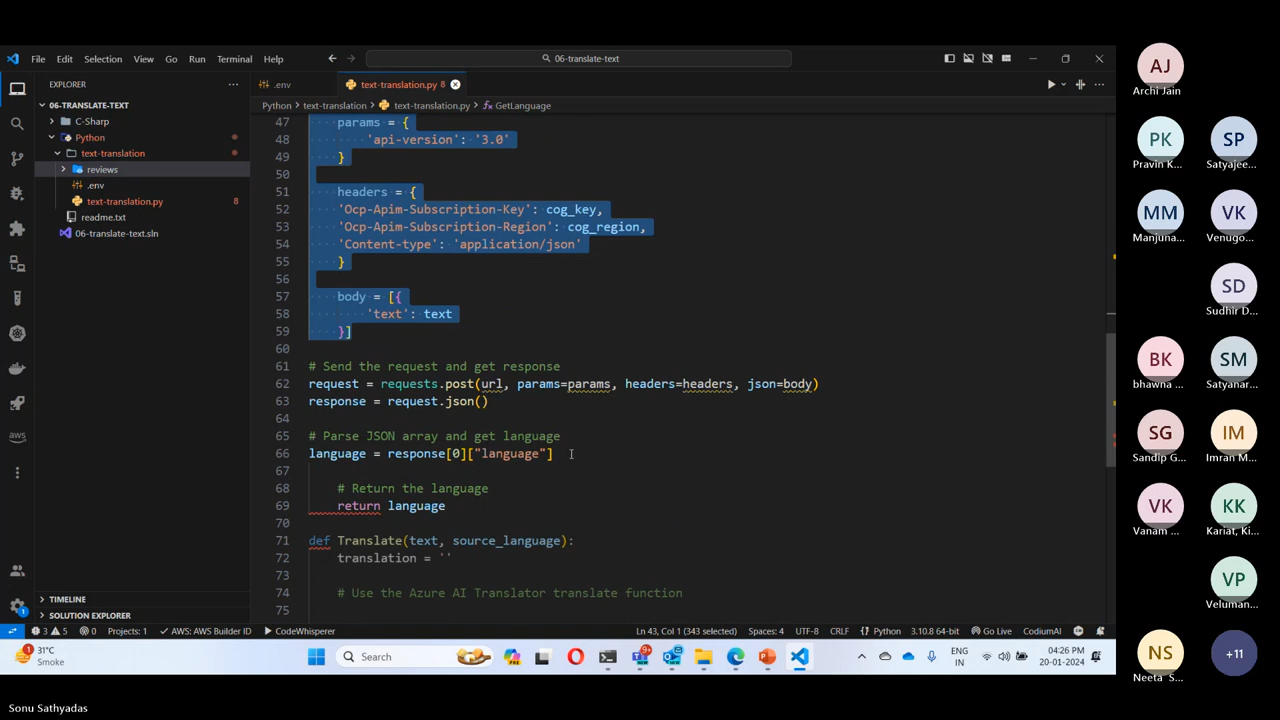 File Edit Selection View Go Run Terminal Help
06-translate-text
EXPLORER
.env
text-translation.py 8
06-TRANSLATE-TEXT
Python > text-translation > text-translation.py > GetLanguage
C-Sharp
Python
text-translation
reviews
.env
text-translation.py 8
readme.txt
06-translate-text.sln
47 params = {
48 'api-version': '3.0'
49 }
50
51 headers = {
52 'Ocp-Apim-Subscription-Key': cog_key,
53 'Ocp-Apim-Subscription-Region': cog_region,
54 'Content-type': 'application/json'
55 }
56
57 body = [{
58 'text': text
59 }]
60
61 # Send the request and get response
62 request = requests.post(url, params=params, headers=headers, json=body)
63 response = request.json()
64
65 # Parse JSON array and get language
66 language = response[0]["language"]
67
68 # Return the language
69 return language
70
71 def Translate(text, source_language):
72 translation = ''
73
74 # Use the Azure AI Translator translate function
75
TIMELINE
SOLUTION EXPLORER
3 5 0 Projects: 1 AWS: AWS Builder ID CodeWhisperer Ln 43, Col 1 (343 selected) Spaces: 4 UTF-8 CRLF Python 3.10.8 64-bit Go Live CodiumAI
aws
1
31°C
Smoke
Search
9+
ENG
IN
04:26 PM
20-01-2024
AJ
Archi Jain
PK
Pravin K...
SP
Satyajee...
MM
Manjuna...
VK
Venugo...
SD
Sudhir D...
BK
bhawna ...
SM
Satyanar...
SG
Sandip G...
IM
Imran M...
VK
Vanam ...
KK
Kariat, Ki...
VP
Veluman...
NS
Neeta S...
+11
Sonu Sathyadas